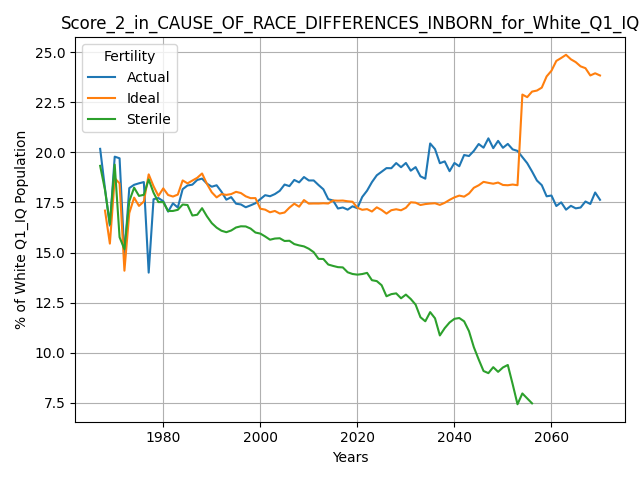 Score_2_in_CAUSE_OF_RACE_DIFFERENCES_INBORN_for_White_Q1_IQ
Fertility
Actual
Ideal
Sterile
% of White Q1_IQ Population
25.0
22.5
20.0
17.5
15.0
12.5
10.0
7.5
1980
2000
2020
2040
2060
Years